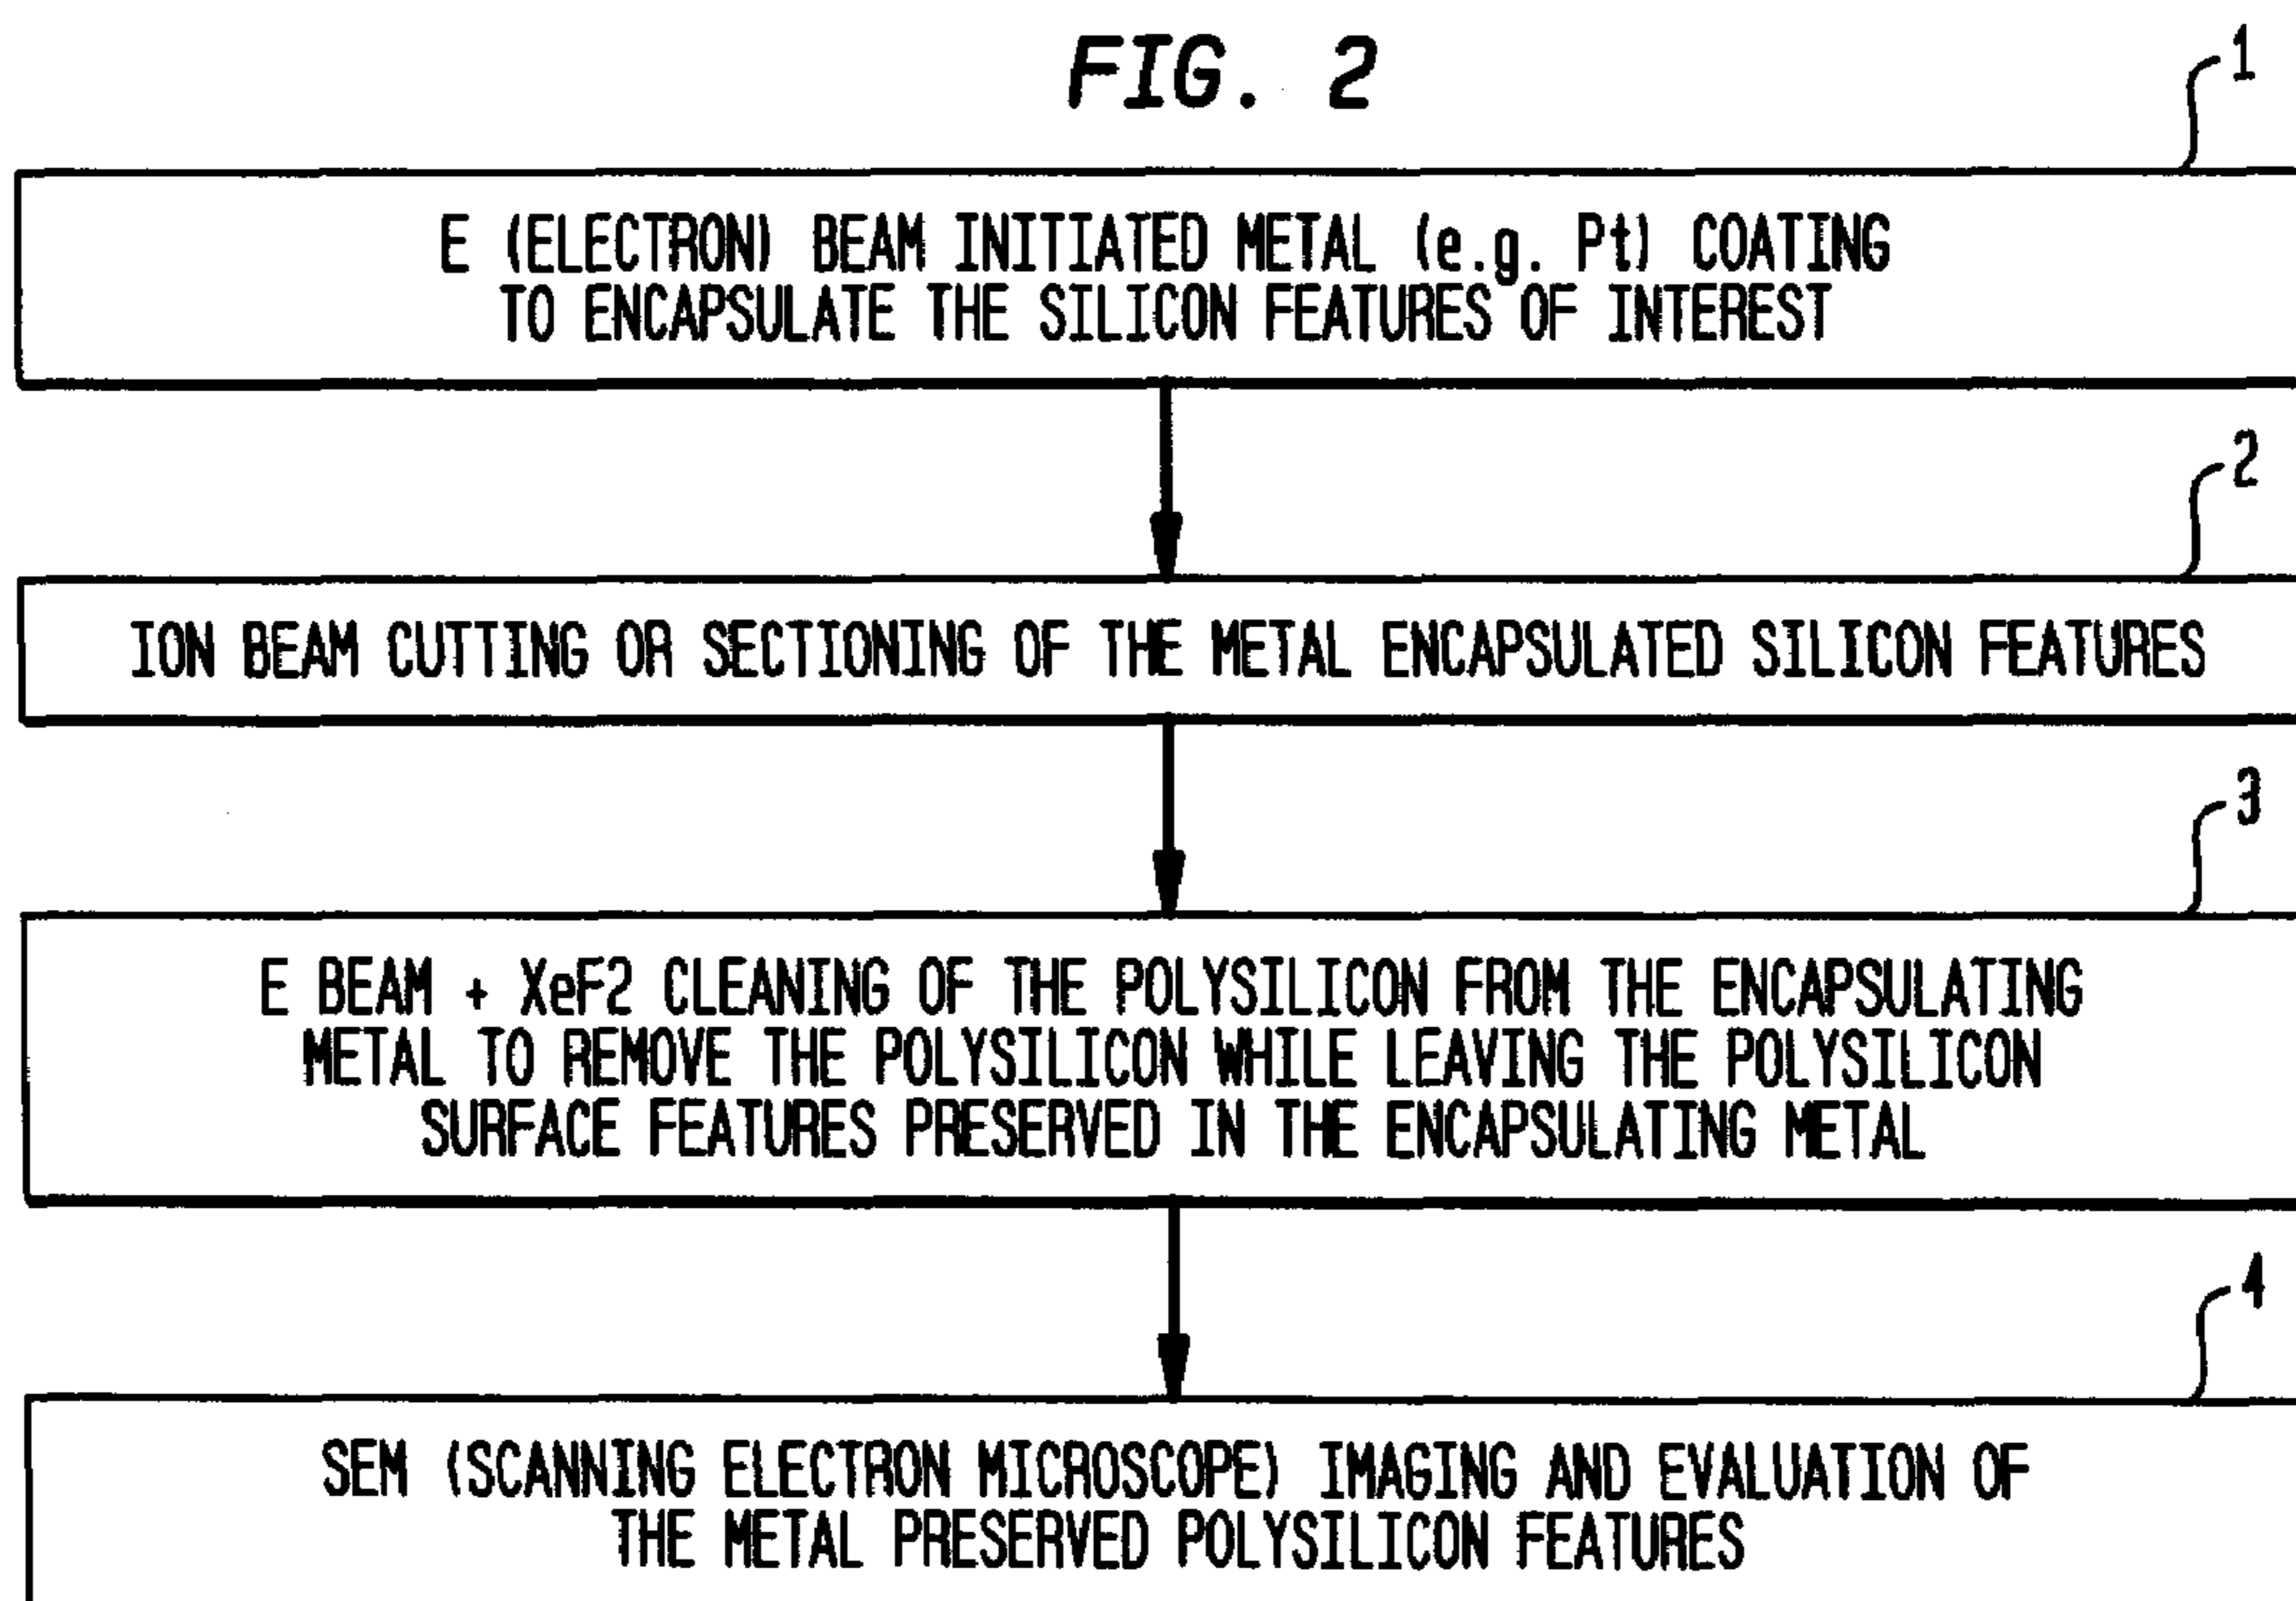 FIG. 2
1
E (ELECTRON) BEAM INITIATED METAL (e.g. Pt) COATING
TO ENCAPSULATE THE SILICON FEATURES OF INTEREST
2
ION BEAM CUTTING OR SECTIONING OF THE METAL ENCAPSULATED SILICON FEATURES
3
E BEAM + XeF2 CLEANING OF THE POLYSILICON FROM THE ENCAPSULATING
METAL TO REMOVE THE POLYSILICON WHILE LEAVING THE POLYSILICON
SURFACE FEATURES PRESERVED IN THE ENCAPSULATING METAL
4
SEM (SCANNING ELECTRON MICROSCOPE) IMAGING AND EVALUATION OF
THE METAL PRESERVED POLYSILICON FEATURES